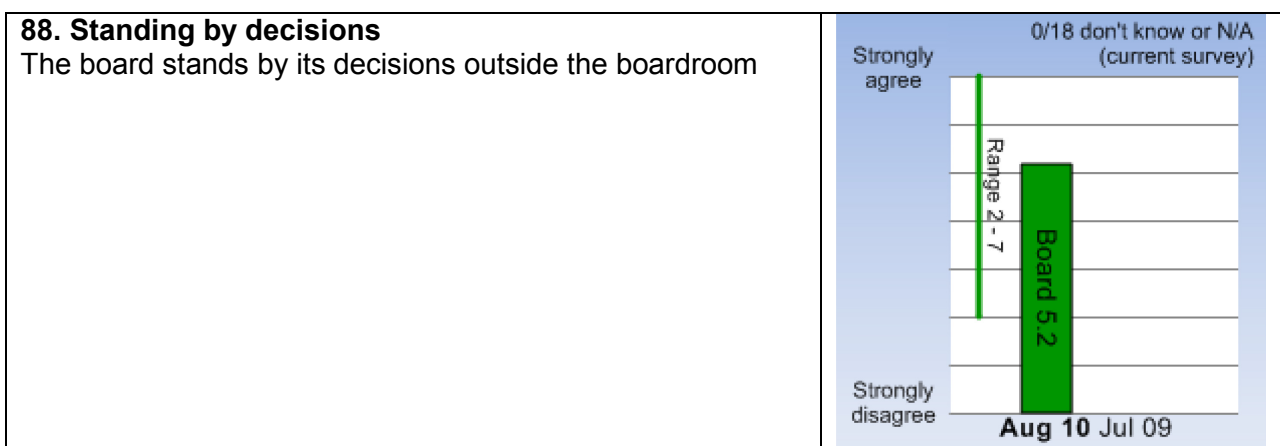 88. Standing by decisions
The board stands by its decisions outside the boardroom
0/18 don't know or N/A
(current survey)
Strongly
agree
Range 2 - 7
Board 5.2
Strongly
disagree
Aug 10 Jul 09